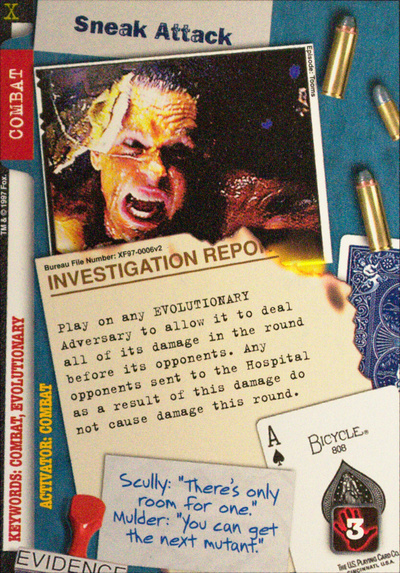 X
Sneak Attack
COMBAT
Episode: Tooms
TM & © 1997 Fox.
Bureau File Number: XF97-0006v2
INVESTIGATION REPO
Play on any EVOLUTIONARY
Adversary to allow it to deal
all of its damage in the round
before its opponents. Any
opponents sent to the Hospital
as a result of this damage do
not cause damage this round.
KEYWORDS: COMBAT, EVOLUTIONARY
ACTIVATOR: COMBAT
A
BICYCLE®
808
3
THE U.S. PLAYING CARD CO.
CINCINNATI, U.S.A.
Scully: "There's only
room for one."
Mulder: "You can get
the next mutant."
EVIDENCE